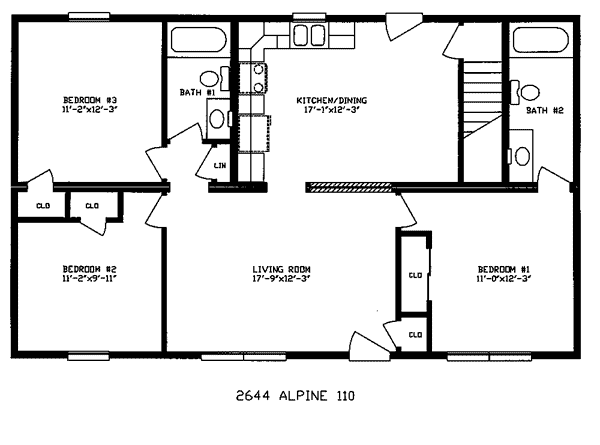 BEDROOM #3
11'-2"x12'-3"
BATH #1
KITCHEN/DINING
17'-1"x12'-3"
BATH #2
LIN
CLO
CLO
BEDROOM #2
11'-2"x9'-11"
LIVING ROOM
17'-9"x12'-3"
CLO
BEDROOM #1
11'-0"x12'-3"
CLO
2644 ALPINE 110